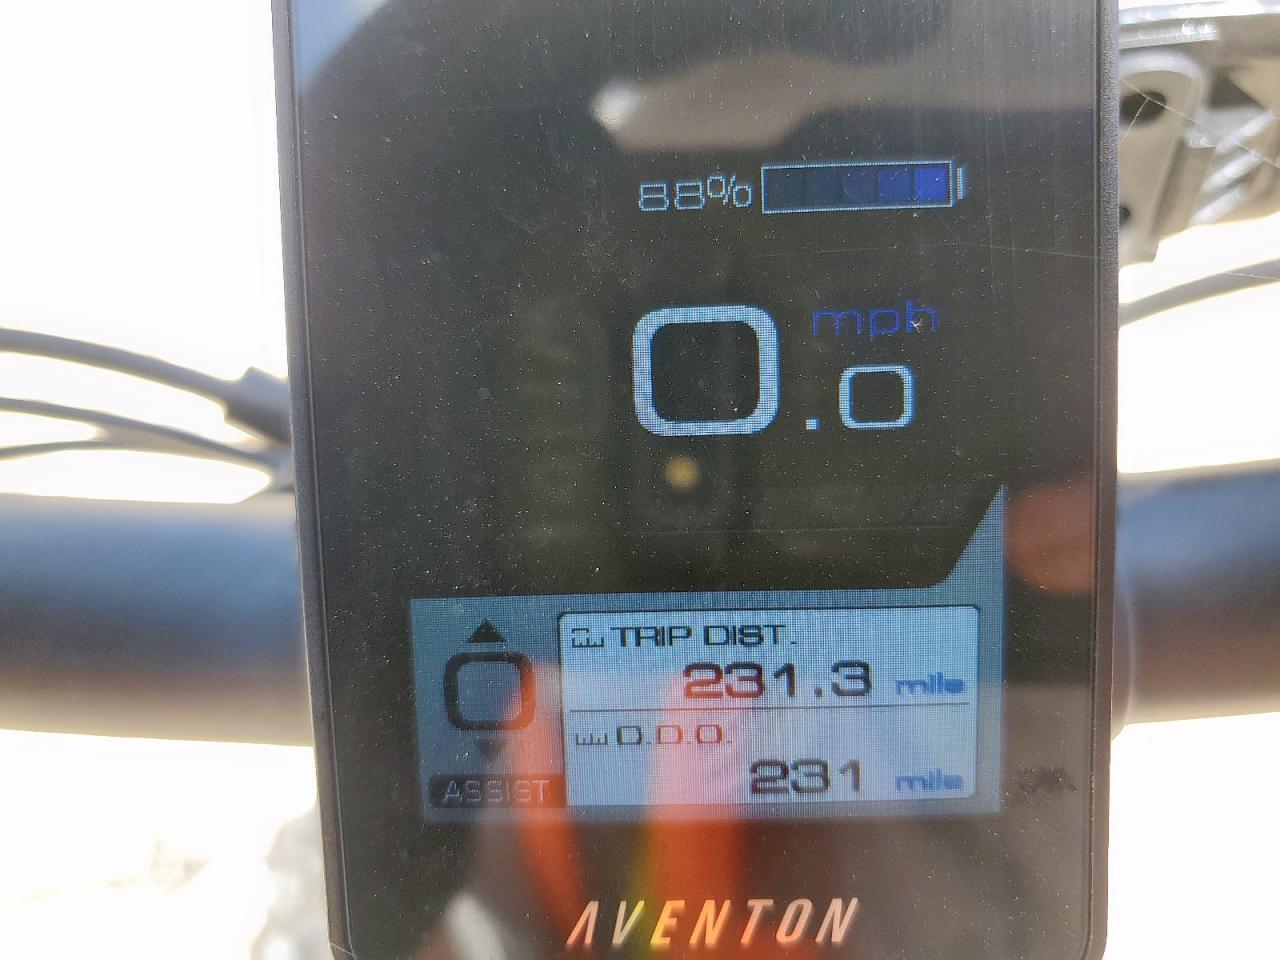 88%
mph
0.0
TRIP DIST.
231.3 mile
0
O.D.O.
231 mile
ASSIST
AVENTON